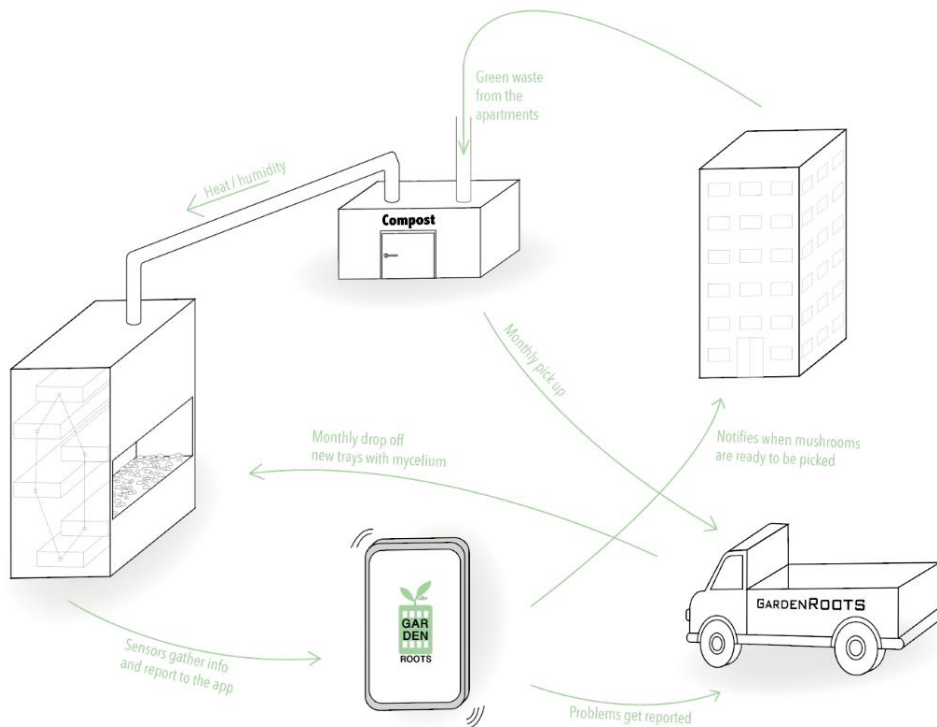 Green waste
from the
apartments
Heat / humidity
Compost
Monthly pick up
Notifies when mushrooms
are ready to be picked
Monthly drop off
new trays with mycelium
GARDENROOTS
GAR
DEN
ROOTS
Sensors gather info
and report to the app
Problems get reported